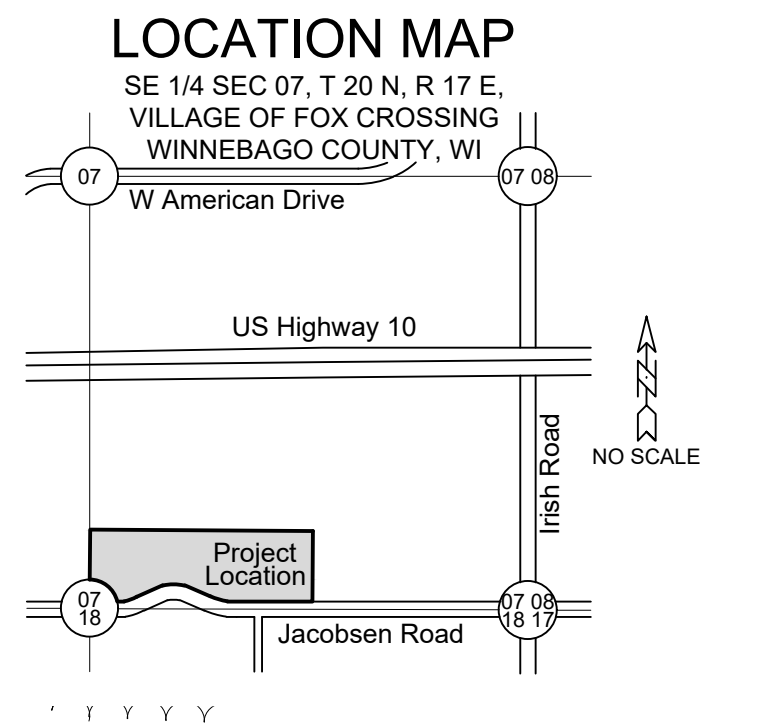 LOCATION MAP
SE 1/4 SEC 07, T 20 N, R 17 E,
VILLAGE OF FOX CROSSING
WINNEBAGO COUNTY, WI
07
07 08
W American Drive
US Highway 10
Irish Road
N
NO SCALE
Project
Location
07
18
07 08
18 17
Jacobsen Road